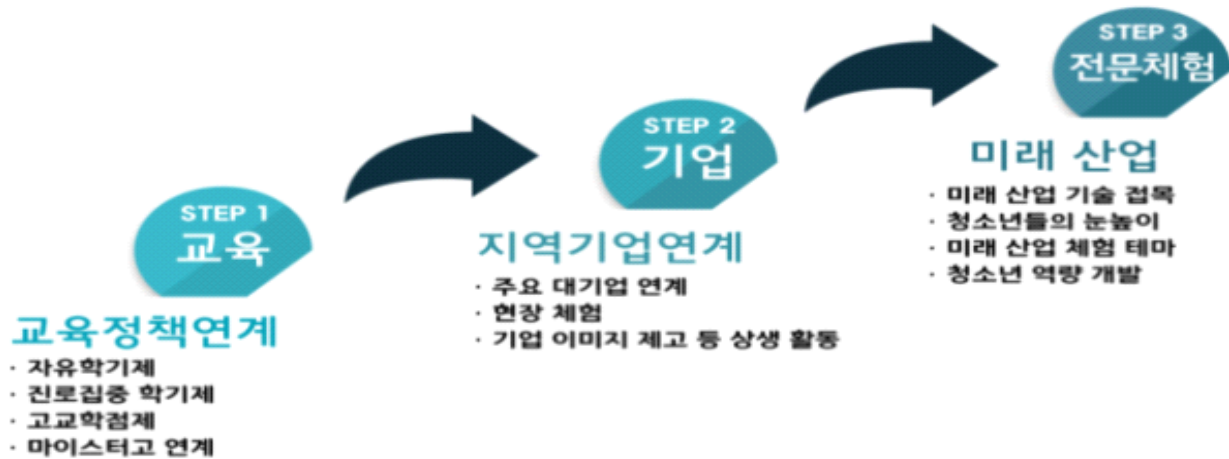 STEP 1
교육
교육정책연계
· 자유학기제
· 진로집중 학기제
· 고교학점제
· 마이스터고 연계
STEP 2
기업
지역기업연계
· 주요 대기업 연계
· 현장 체험
· 기업 이미지 제고 등 상생 활동
STEP 3
전문체험
미래 산업
· 미래 산업 기술 접목
· 청소년들의 눈높이
· 미래 산업 체험 테마
· 청소년 역량 개발